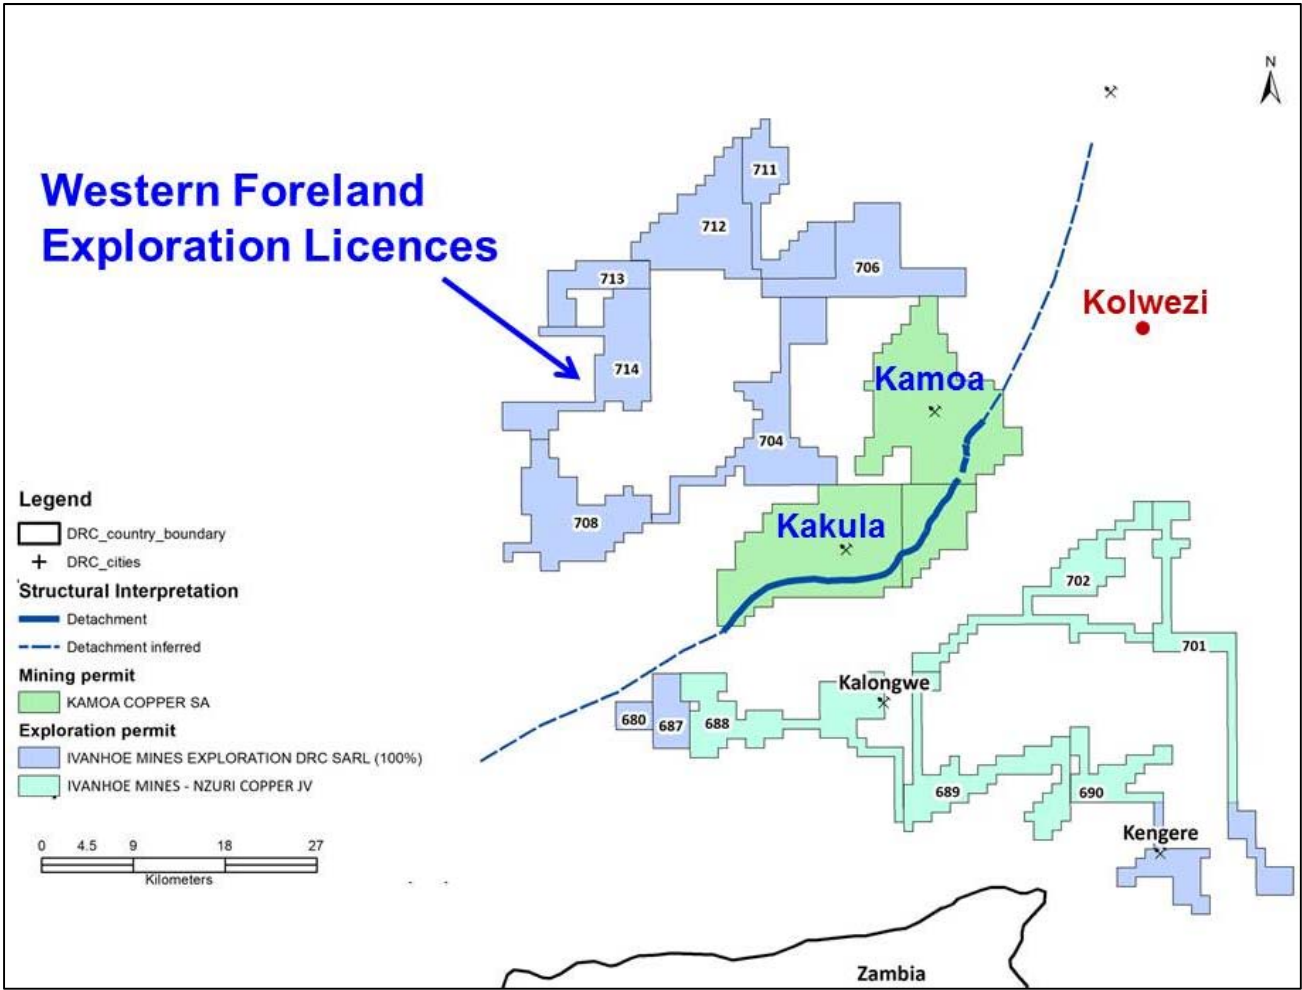 N
711
Western Foreland
Exploration Licences
712
706
713
Kolwezi
714
Kamoa
704
Kakula
708
Legend
DRC_country_boundary
DRC_cities
Structural Interpretation
Detachment
Detachment inferred
Mining permit
KAMOA COPPER SA
Exploration permit
IVANHOE MINES EXPLORATION DRC SARL (100%)
IVANHOE MINES - NZURI COPPER JV
702
701
Kalongwe
680
687
688
689
690
Kengere
0 4.5 9 18 27
Kilometers
Zambia